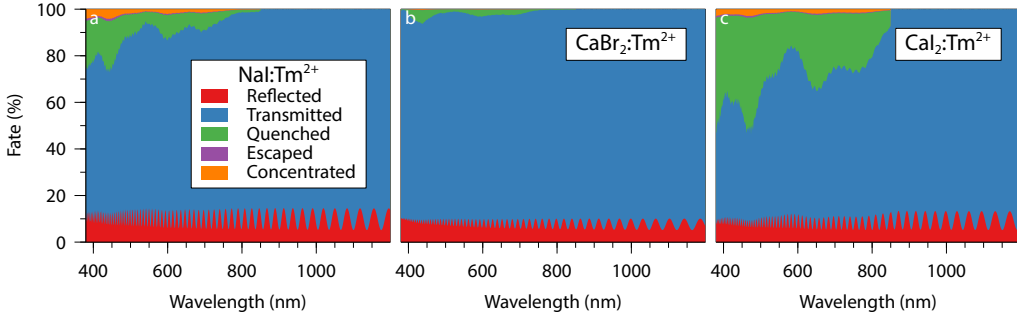 a
b
c
NaI:Tm²⁺
Reflected
Transmitted
Quenched
Escaped
Concentrated
CaBr₂:Tm²⁺
CaI₂:Tm²⁺
Fate (%)
100
80
60
40
20
0
400 600 800 1000
400 600 800 1000
400 600 800 1000
Wavelength (nm)
Wavelength (nm)
Wavelength (nm)